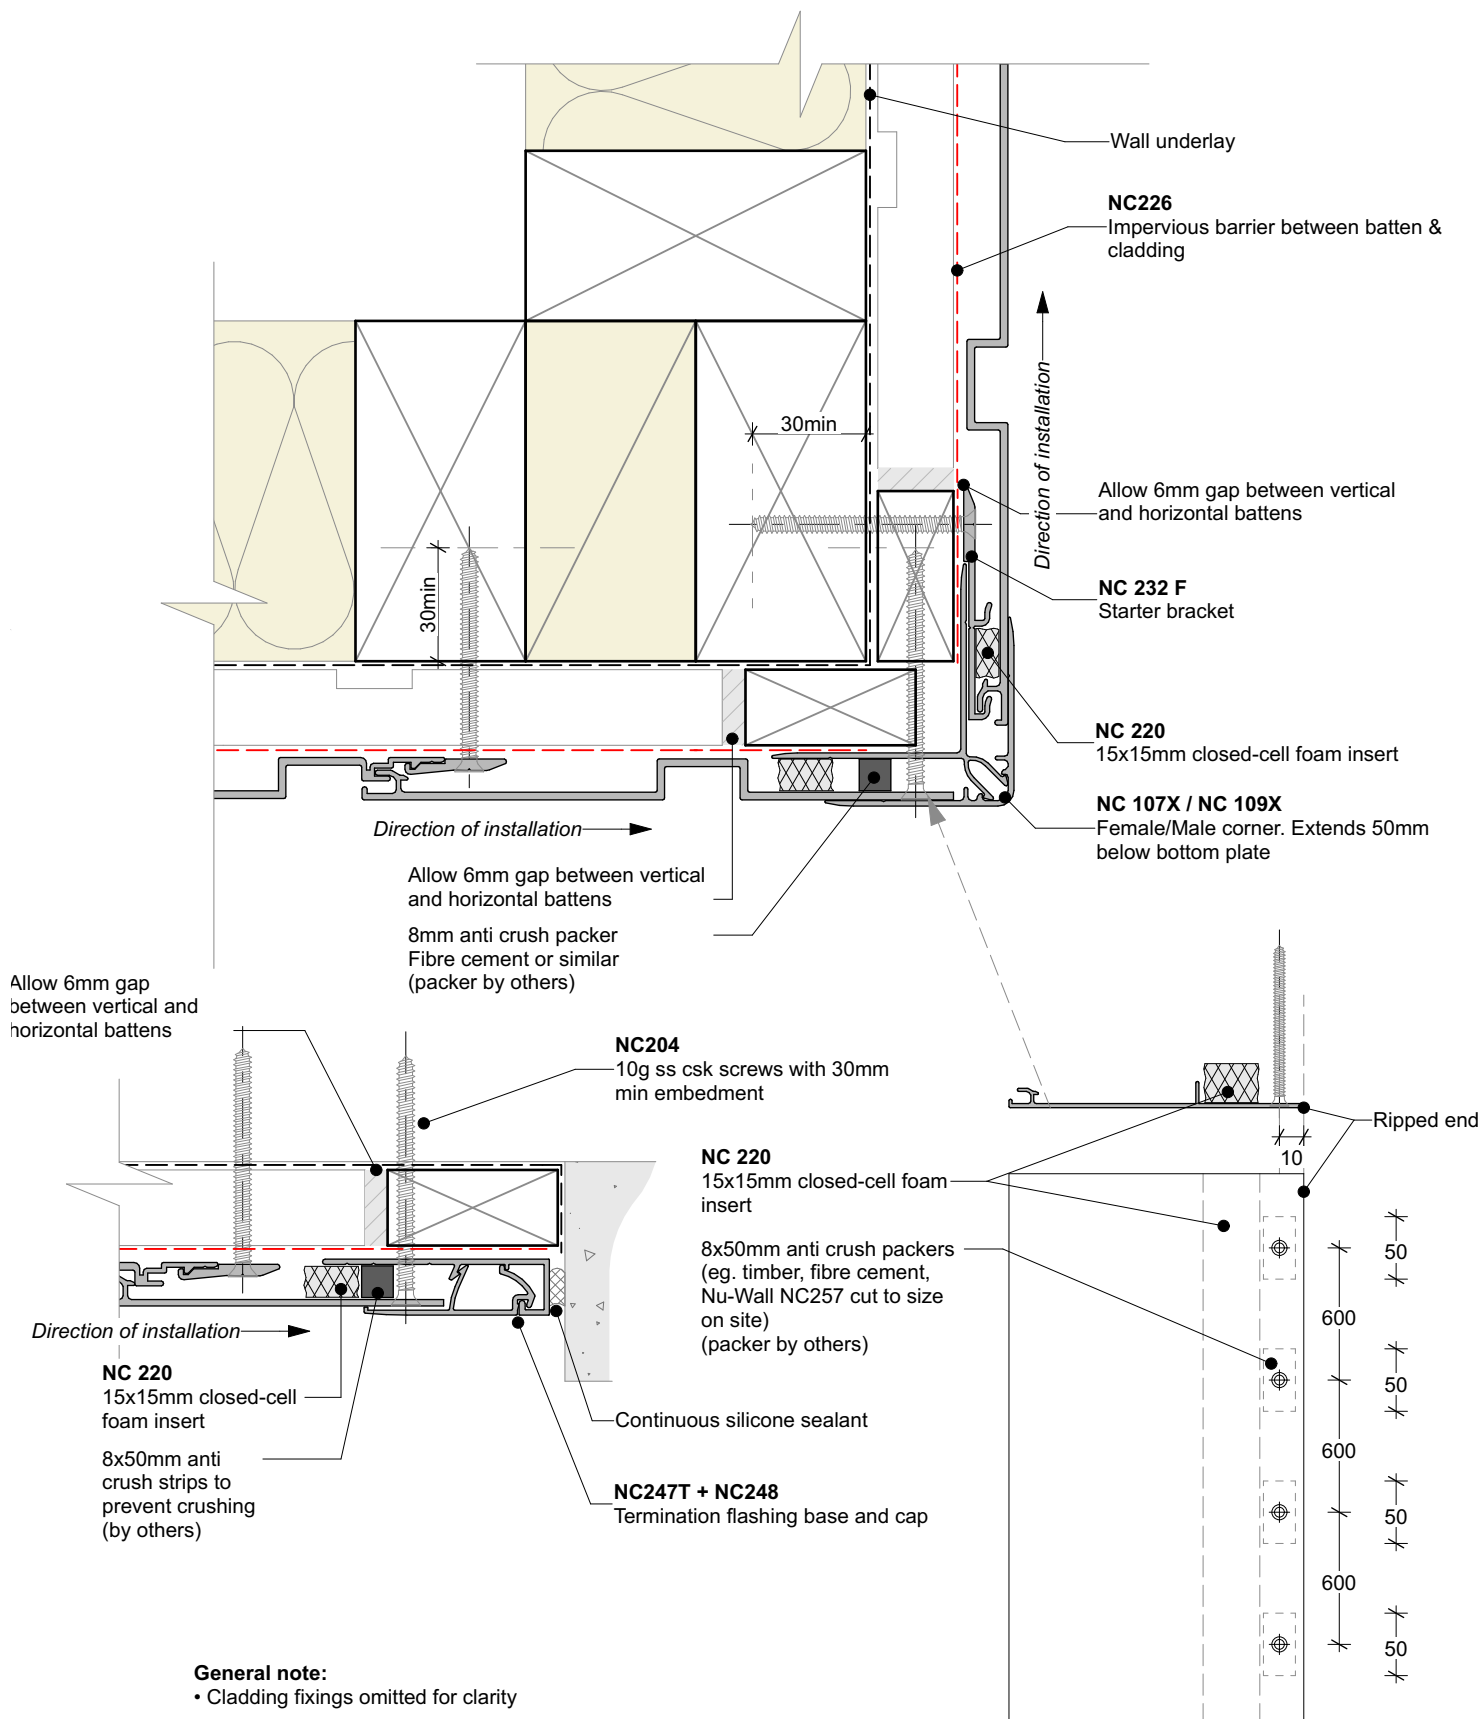 Wall underlay
NC226
Impervious barrier between batten &
cladding
30min
Direction of installation
Allow 6mm gap between vertical
and horizontal battens
NC 232 F
Starter bracket
30min
NC 220
15x15mm closed-cell foam insert
NC 107X / NC 109X
Female/Male corner. Extends 50mm
below bottom plate
Direction of installation
Allow 6mm gap between vertical
and horizontal battens
8mm anti crush packer
Fibre cement or similar
(packer by others)
Allow 6mm gap
between vertical and
horizontal battens
NC204
10g ss csk screws with 30mm
min embedment
Ripped end
10
NC 220
15x15mm closed-cell foam
insert
8x50mm anti crush packers
(eg. timber, fibre cement,
Nu-Wall NC257 cut to size
on site)
(packer by others)
50
600
50
600
50
600
50
Direction of installation
NC 220
15x15mm closed-cell
foam insert
8x50mm anti
crush strips to
prevent crushing
(by others)
Continuous silicone sealant
NC247T + NC248
Termination flashing base and cap
General note:
• Cladding fixings omitted for clarity